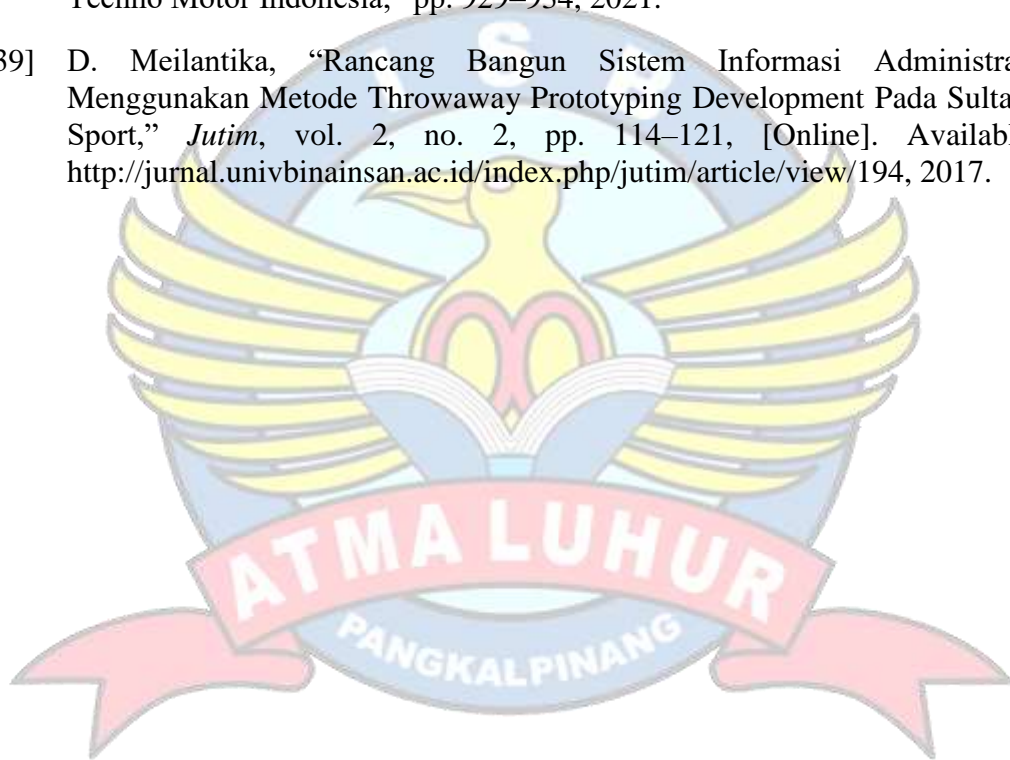 Techno Motor Indonesia," pp. 929–934, 2021.
39] D. Meilantika, “Rancang Bangun Sistem Informasi Administra
Menggunakan Metode Throwaway Prototyping Development Pada Sulta
Sport,” Jutim, vol. 2, no. 2, pp. 114–121, [Online]. Availabl
http://jurnal.univbinainsan.ac.id/index.php/jutim/article/view/194, 2017.
I S B
ATMA LUHUR
PANGKALPINANG